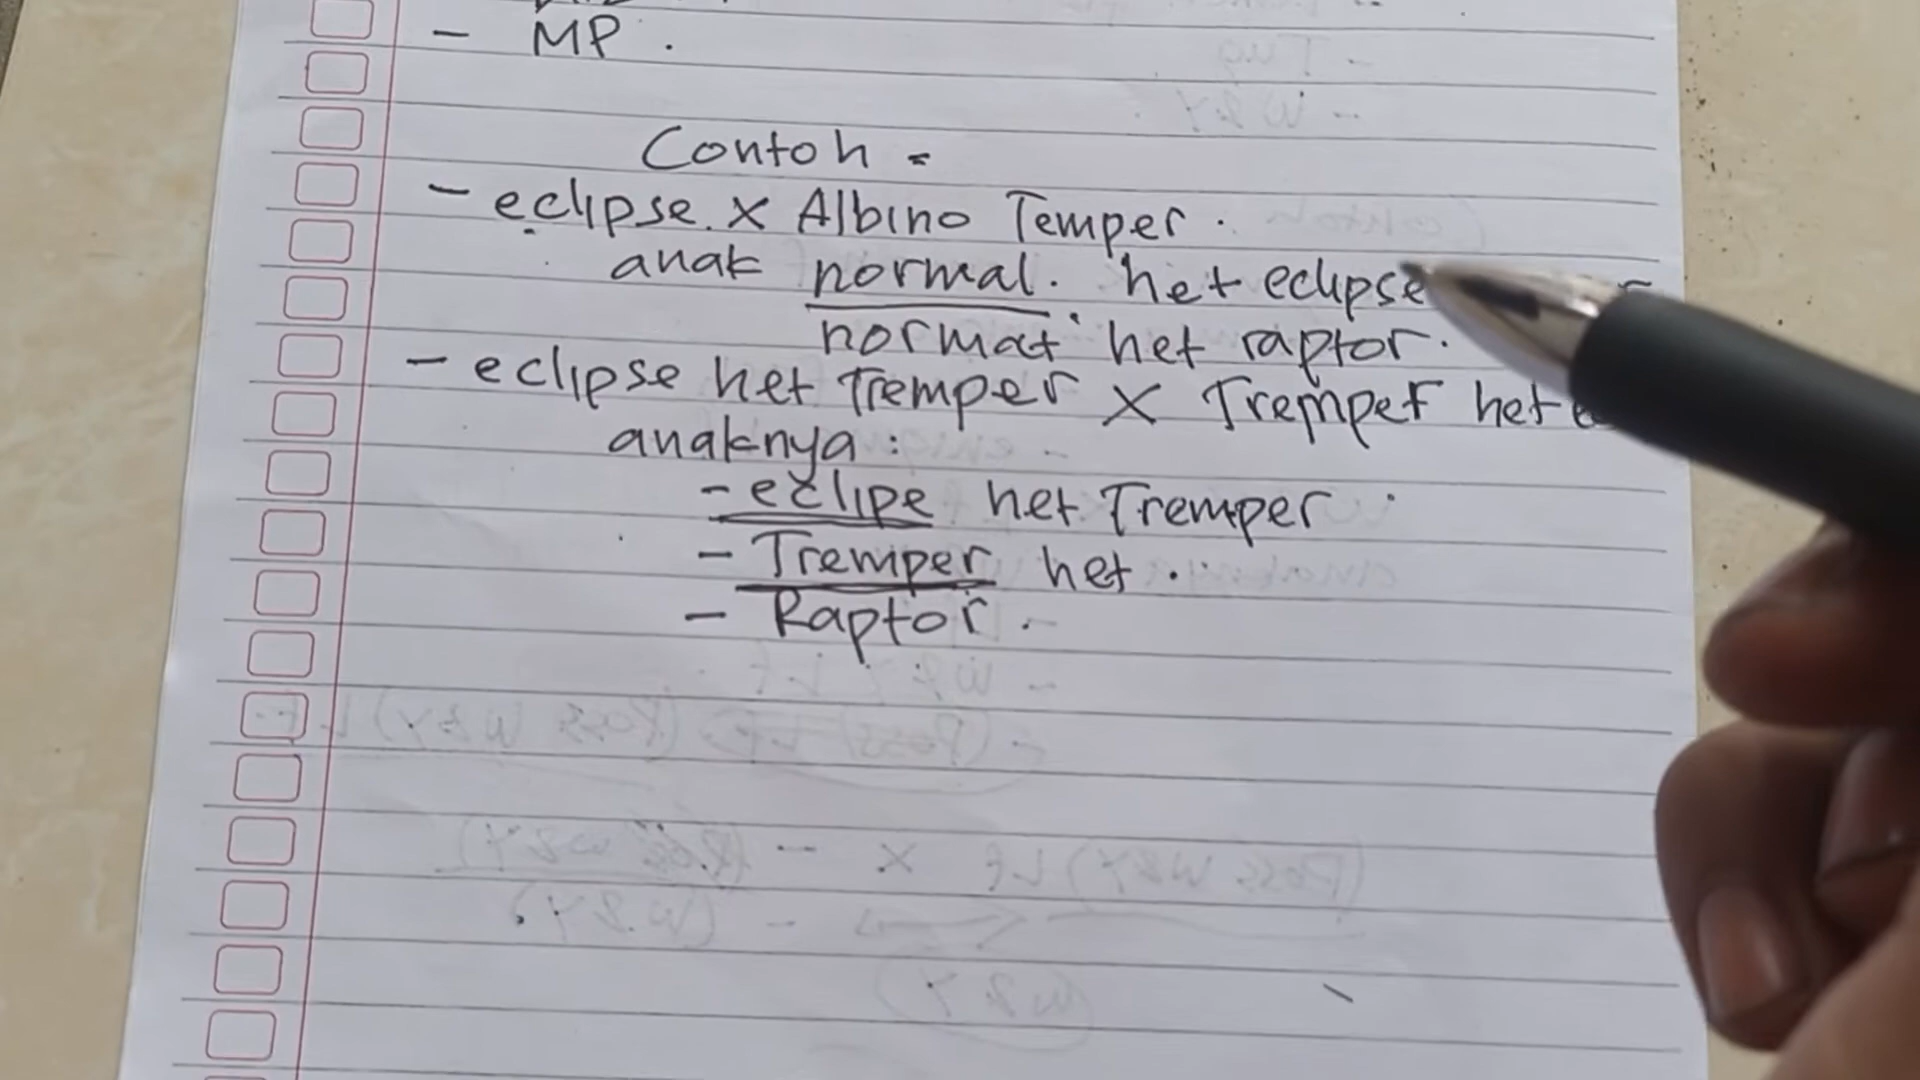 - MP.
Contoh =
- eclipse x Albino Temper.
anak normal. het eclipse
normat het raptor.
- eclipse het Tremper X Tremper het
anaknya :
- eclipe het Tremper
- Tremper het.
- Raptor.